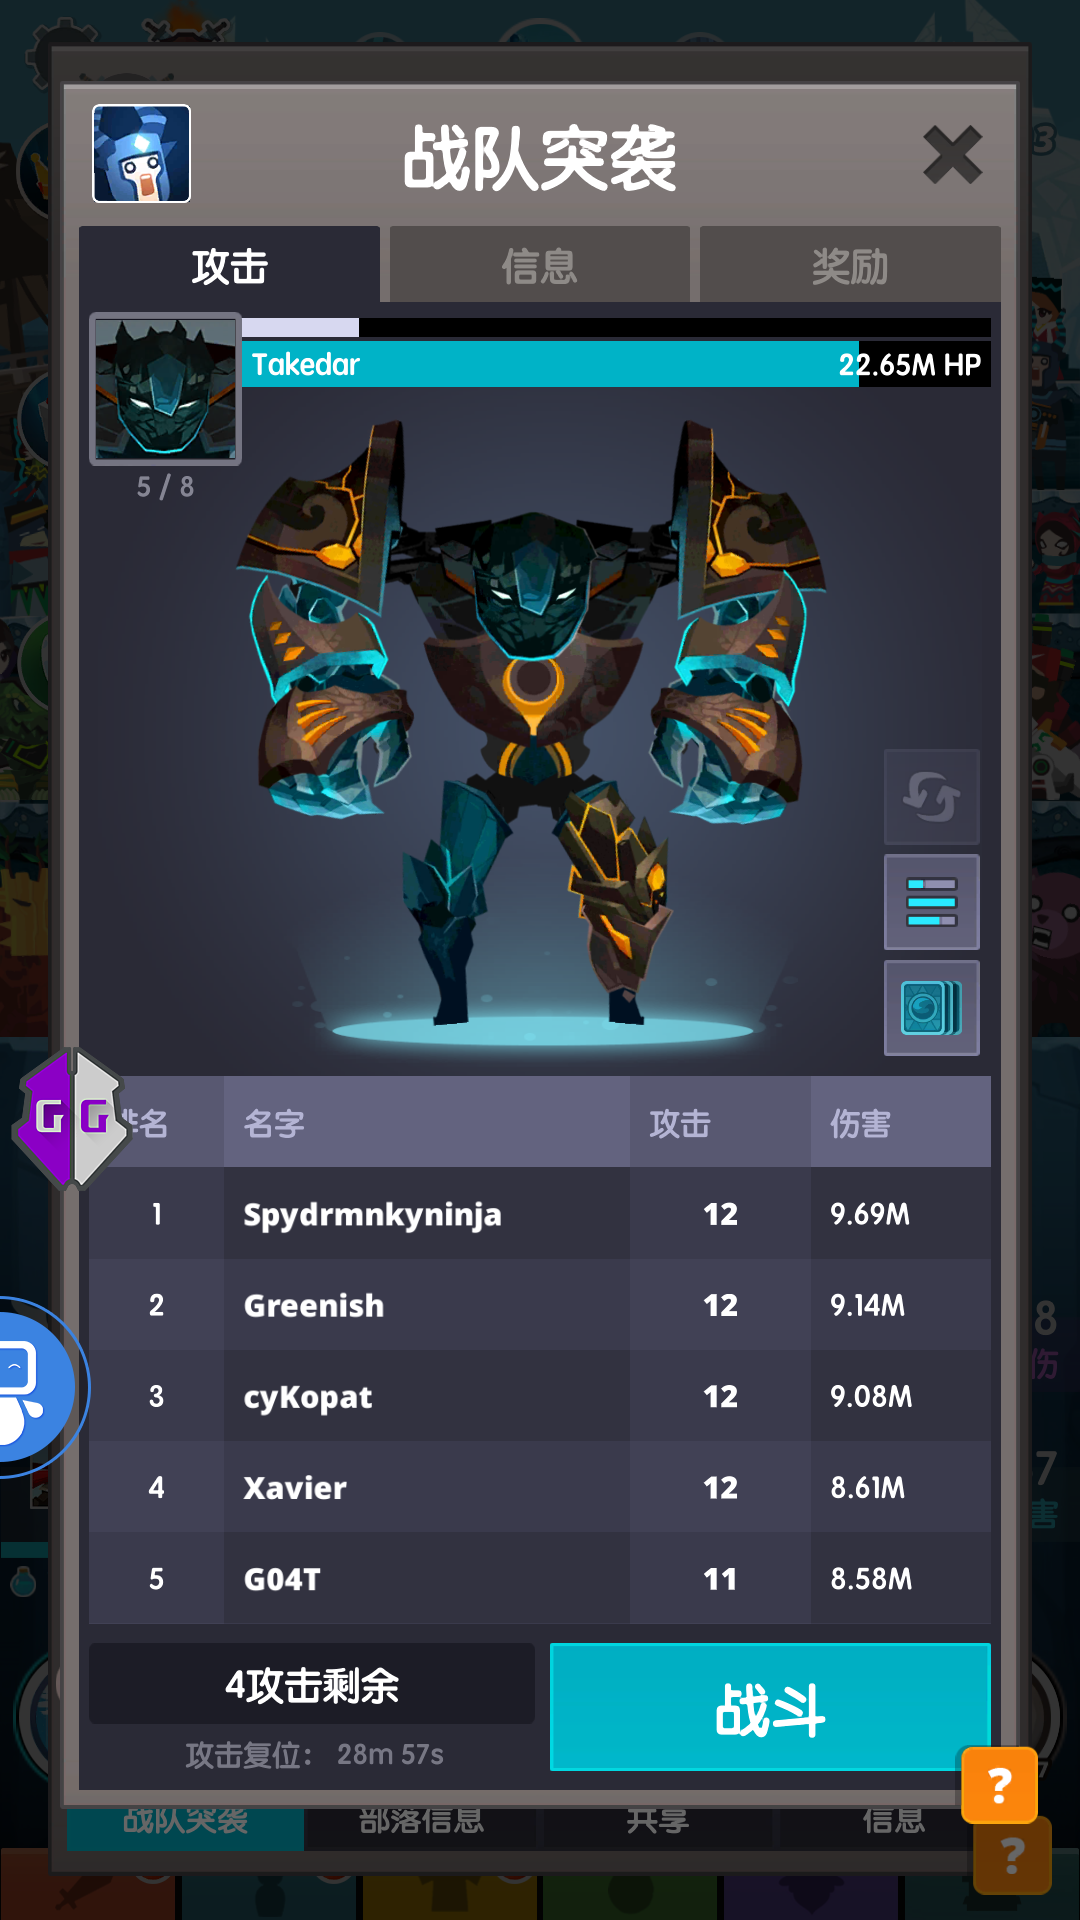 战队突袭
攻击
信息
奖励
Takedar
22.65M HP
5 / 8
G G
排名 名字 攻击 伤害
1 Spydrmnkyninja 12 9.69M
2 Greenish 12 9.14M
3 cyKopat 12 9.08M
4 Xavier 12 8.61M
5 G04T 11 8.58M
4攻击剩余
战斗
攻击复位： 28m 57s
?
战队突袭 部落信息 共享 信息
?